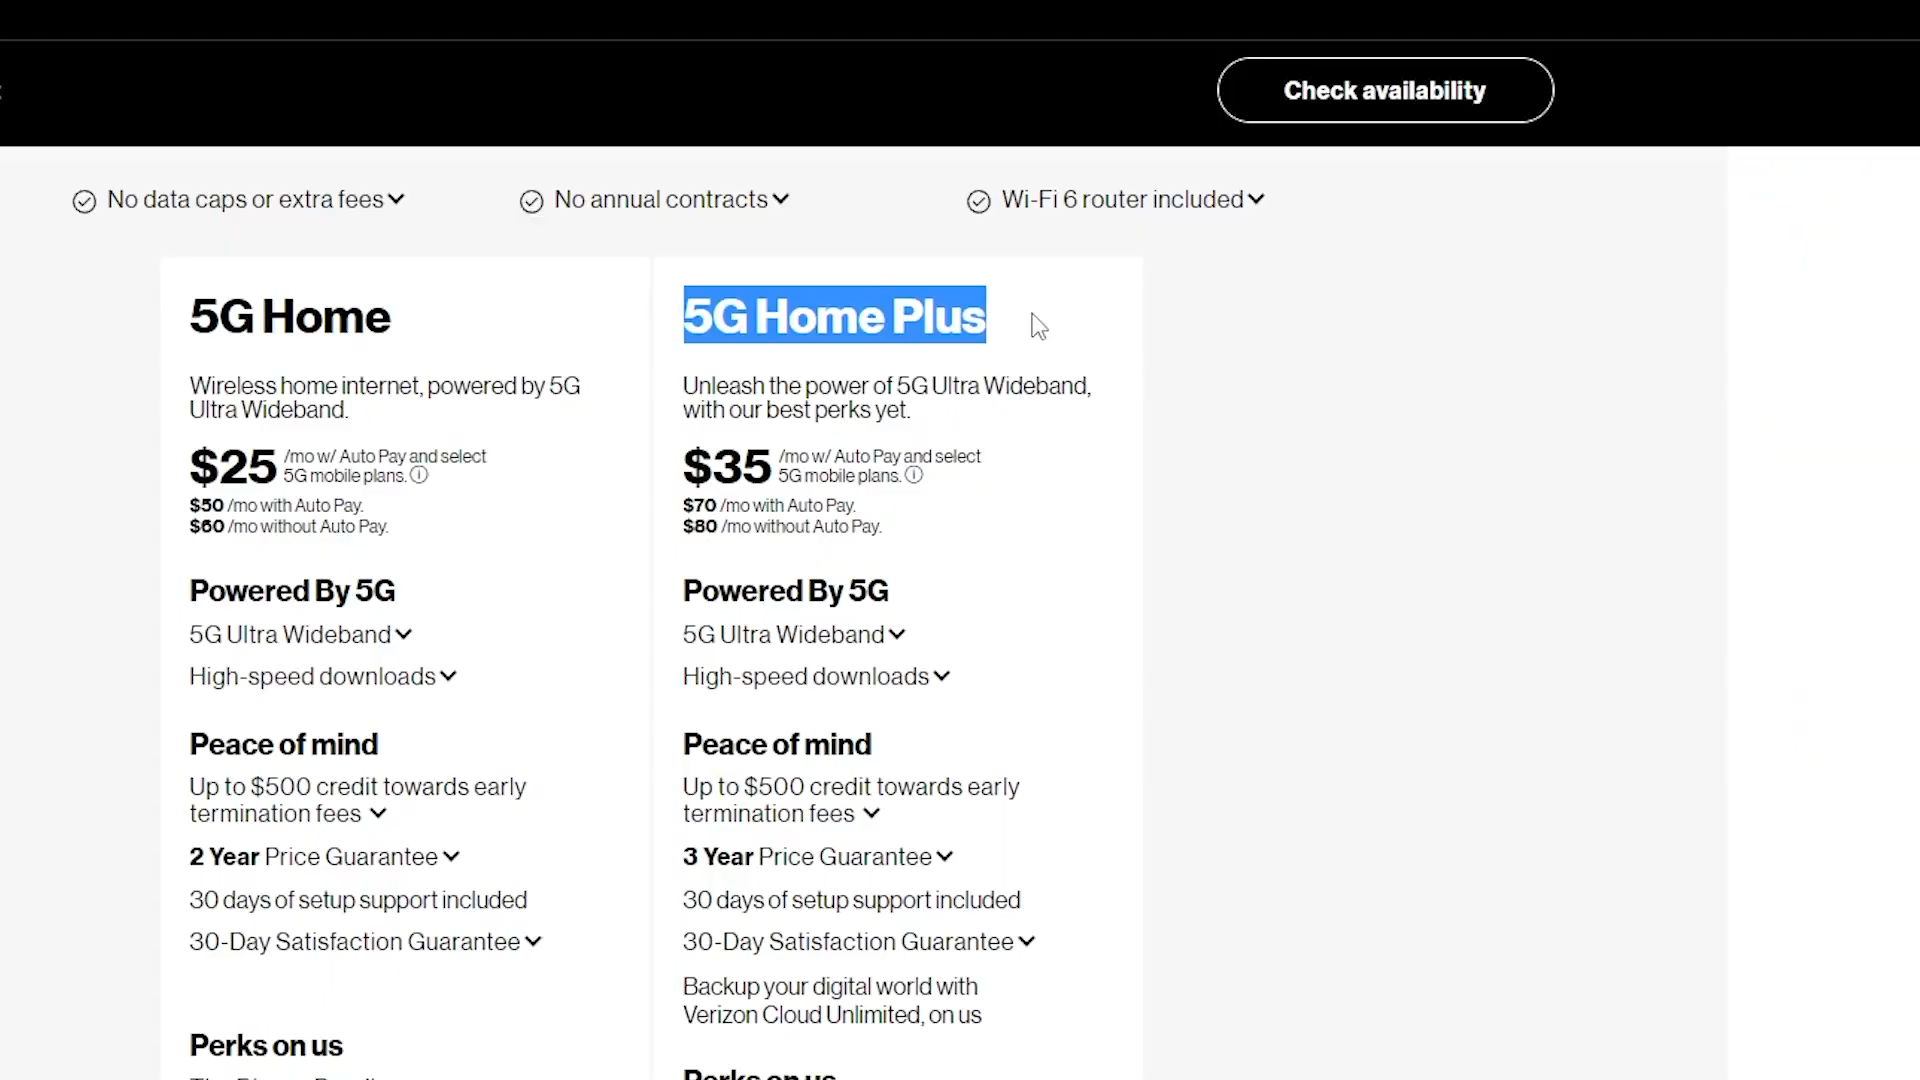 Check availability
No data caps or extra fees
No annual contracts
Wi-Fi 6 router included
5G Home
Wireless home internet, powered by 5G
Ultra Wideband.
$25 /mo w/ Auto Pay and select
5G mobile plans.
$50 /mo with Auto Pay.
$60 /mo without Auto Pay.
Powered By 5G
5G Ultra Wideband
High-speed downloads
Peace of mind
Up to $500 credit towards early
termination fees
2 Year Price Guarantee
30 days of setup support included
30-Day Satisfaction Guarantee
Perks on us
5G Home Plus
Unleash the power of 5G Ultra Wideband,
with our best perks yet.
$35 /mo w/ Auto Pay and select
5G mobile plans.
$70 /mo with Auto Pay.
$80 /mo without Auto Pay.
Powered By 5G
5G Ultra Wideband
High-speed downloads
Peace of mind
Up to $500 credit towards early
termination fees
3 Year Price Guarantee
30 days of setup support included
30-Day Satisfaction Guarantee
Backup your digital world with
Verizon Cloud Unlimited, on us
Perks on us